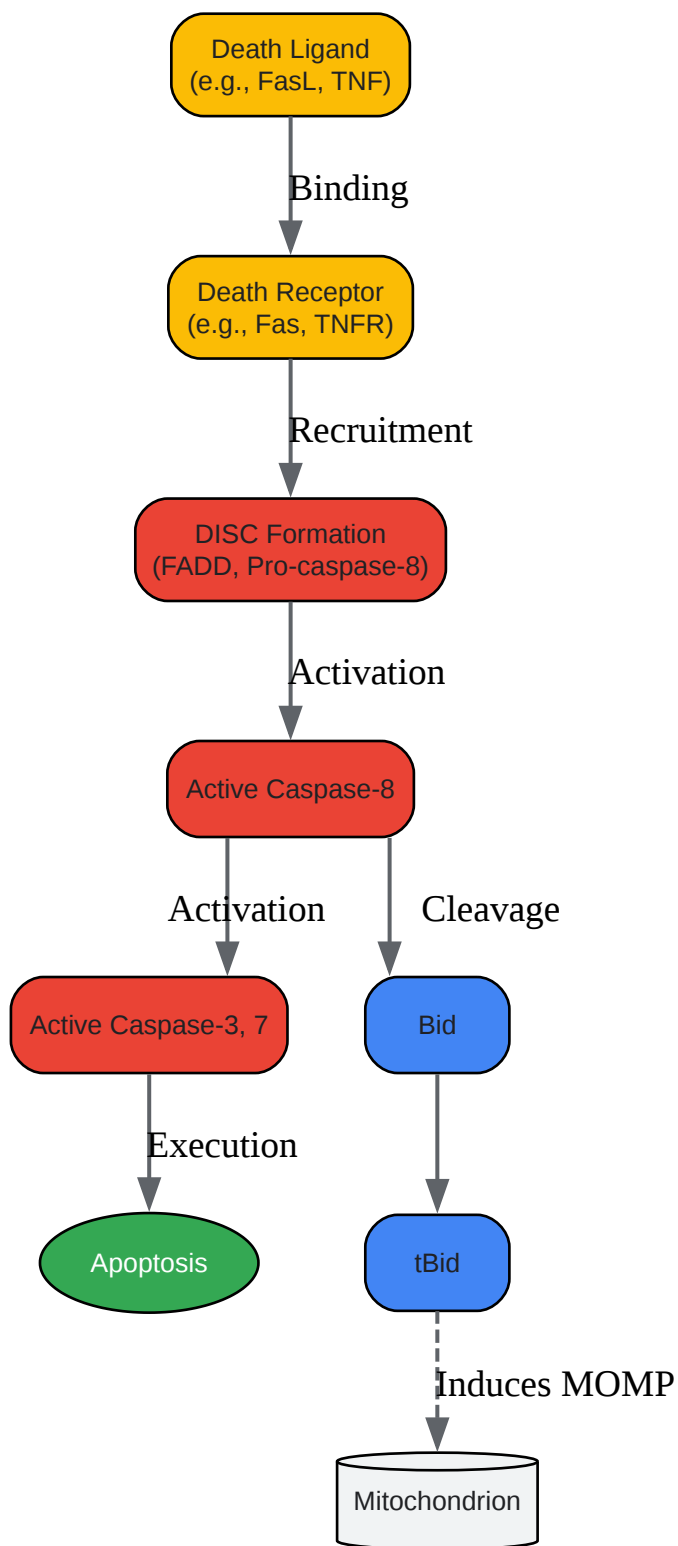 Death Ligand
(e.g., FasL, TNF)
Binding
Death Receptor
(e.g., Fas, TNFR)
Recruitment
DISC Formation
(FADD, Pro-caspase-8)
Activation
Active Caspase-8
Activation
Cleavage
Active Caspase-3, 7
Bid
Execution
Apoptosis
tBid
Induces MOMP
Mitochondrion